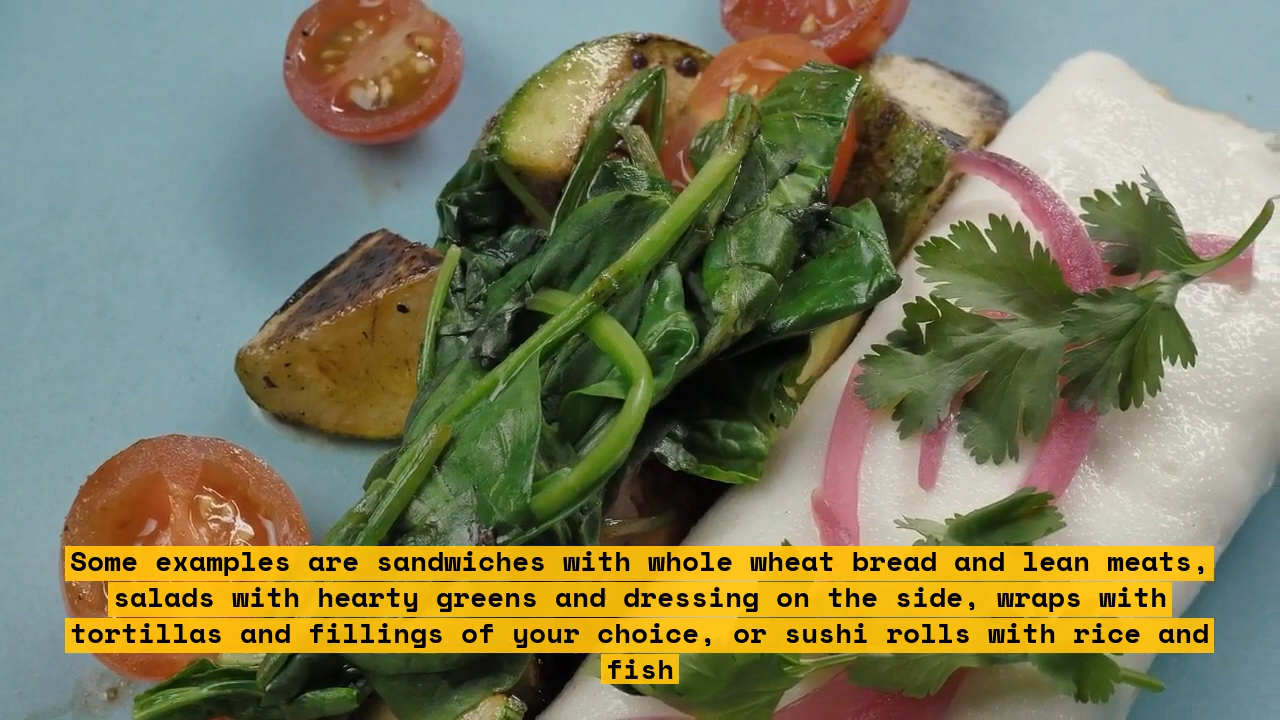 Some examples are sandwiches with whole wheat bread and lean meats,
salads with hearty greens and dressing on the side, wraps with
tortillas and fillings of your choice, or sushi rolls with rice and
fish